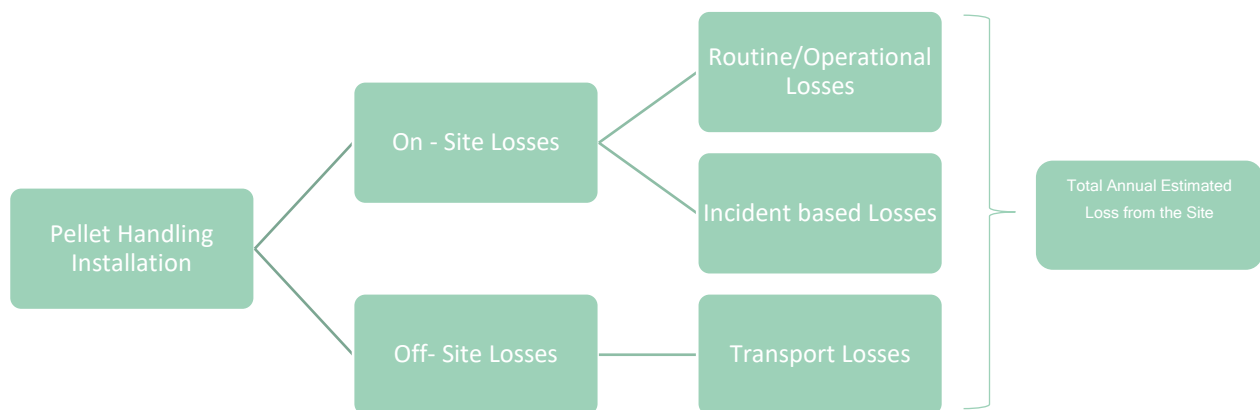 Pellet Handling
Installation
On - Site Losses
Off- Site Losses
Routine/Operational
Losses
Incident based Losses
Transport Losses
Total Annual Estimated
Loss from the Site